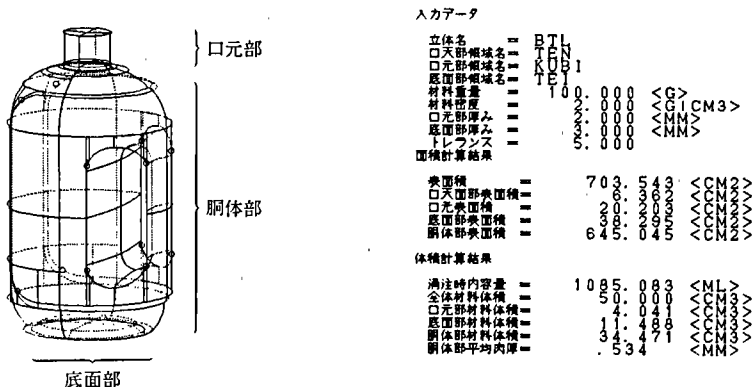 口元部
胴体部
底面部
入力データ
立体名 = BTL
口天部領域名= TEN
口元部領域名= KUBI
底面部領域名= TEI
材料重量 = 100.000 <G>
材料密度 = 2.000 <G|CM3>
口元部厚み = 2.000 <MM>
底面部厚み = 3.000 <MM>
トレランス = 5.000
面積計算結果
表面積 = 703.543 <CM2>
口天面部表面積= 6.362 <CM2>
口元表面積 = 20.203 <CM2>
底面部表面積= 38.295 <CM2>
胴体部表面積= 645.045 <CM2>
体積計算結果
満注時内容量 = 1085.083 <ML>
全体材料体積 = 50.000 <CM3>
口元部材料体積= 4.041 <CM3>
底面部材料体積= 11.488 <CM3>
胴体部材料体積= 34.471 <CM3>
胴体部平均肉厚= .534 <MM>